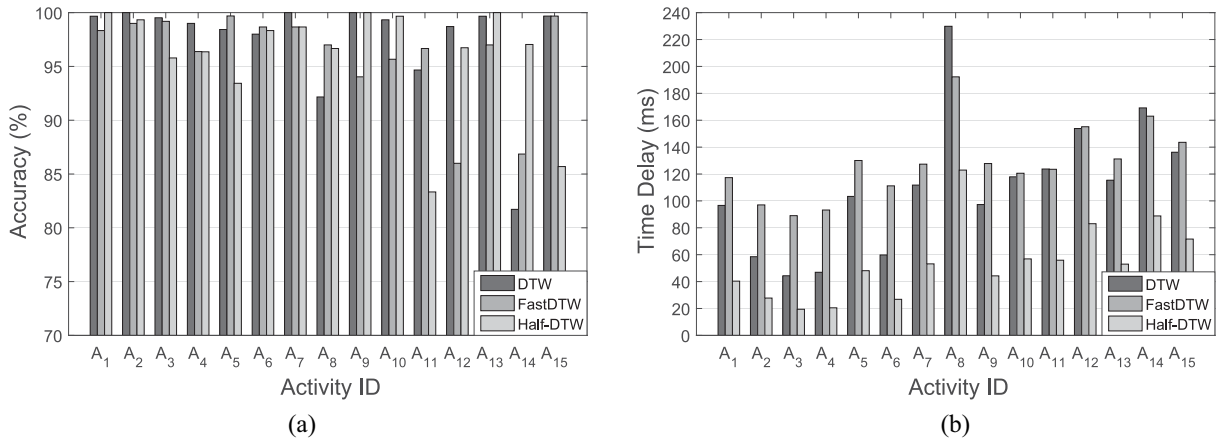 100
95
90
85
80
75
70
Accuracy (%)
DTW
FastDTW
Half-DTW
A1 A2 A3 A4 A5 A6 A7 A8 A9 A10 A11 A12 A13 A14 A15
Activity ID
(a)
240
220
200
180
160
140
120
100
80
60
40
20
0
Time Delay (ms)
DTW
FastDTW
Half-DTW
A1 A2 A3 A4 A5 A6 A7 A8 A9 A10 A11 A12 A13 A14 A15
Activity ID
(b)